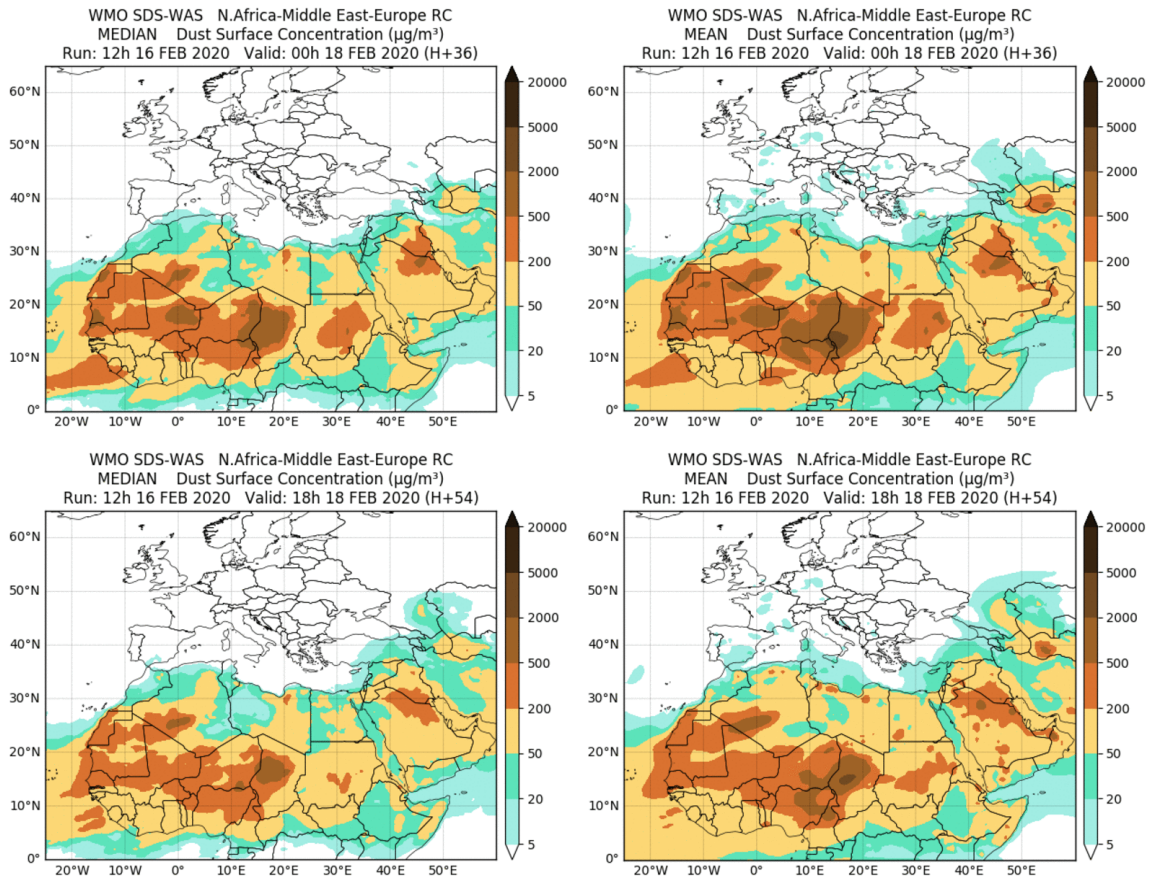 WMO SDS-WAS   N.Africa-Middle East-Europe RC
MEDIAN    Dust Surface Concentration (µg/m³)
Run: 12h 16 FEB 2020   Valid: 00h 18 FEB 2020 (H+36)
60°N
50°N
40°N
30°N
20°N
10°N
0°
20°W 10°W 0° 10°E 20°E 30°E 40°E 50°E
20000
5000
2000
500
200
50
20
5
WMO SDS-WAS   N.Africa-Middle East-Europe RC
MEAN    Dust Surface Concentration (µg/m³)
Run: 12h 16 FEB 2020   Valid: 00h 18 FEB 2020 (H+36)
60°N
50°N
40°N
30°N
20°N
10°N
0°
20°W 10°W 0° 10°E 20°E 30°E 40°E 50°E
20000
5000
2000
500
200
50
20
5
WMO SDS-WAS   N.Africa-Middle East-Europe RC
MEDIAN    Dust Surface Concentration (µg/m³)
Run: 12h 16 FEB 2020   Valid: 18h 18 FEB 2020 (H+54)
60°N
50°N
40°N
30°N
20°N
10°N
0°
20°W 10°W 0° 10°E 20°E 30°E 40°E 50°E
20000
5000
2000
500
200
50
20
5
WMO SDS-WAS   N.Africa-Middle East-Europe RC
MEAN    Dust Surface Concentration (µg/m³)
Run: 12h 16 FEB 2020   Valid: 18h 18 FEB 2020 (H+54)
60°N
50°N
40°N
30°N
20°N
10°N
0°
20°W 10°W 0° 10°E 20°E 30°E 40°E 50°E
20000
5000
2000
500
200
50
20
5